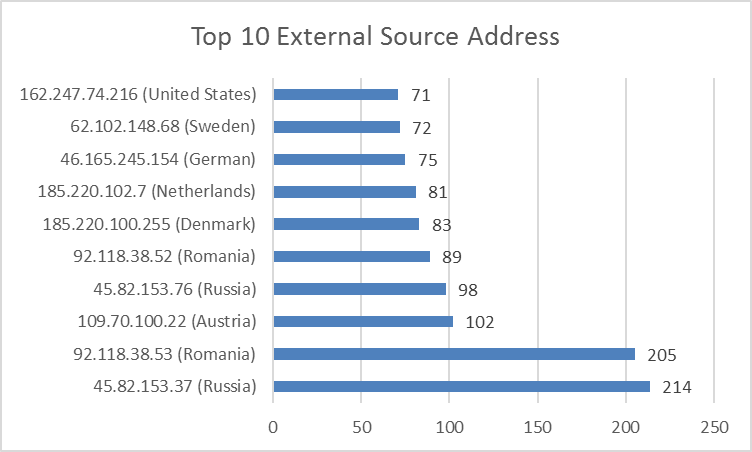 Top 10 External Source Address
162.247.74.216 (United States) 71
62.102.148.68 (Sweden) 72
46.165.245.154 (German) 75
185.220.102.7 (Netherlands) 81
185.220.100.255 (Denmark) 83
92.118.38.52 (Romania) 89
45.82.153.76 (Russia) 98
109.70.100.22 (Austria) 102
92.118.38.53 (Romania) 205
45.82.153.37 (Russia) 214
0 50 100 150 200 250